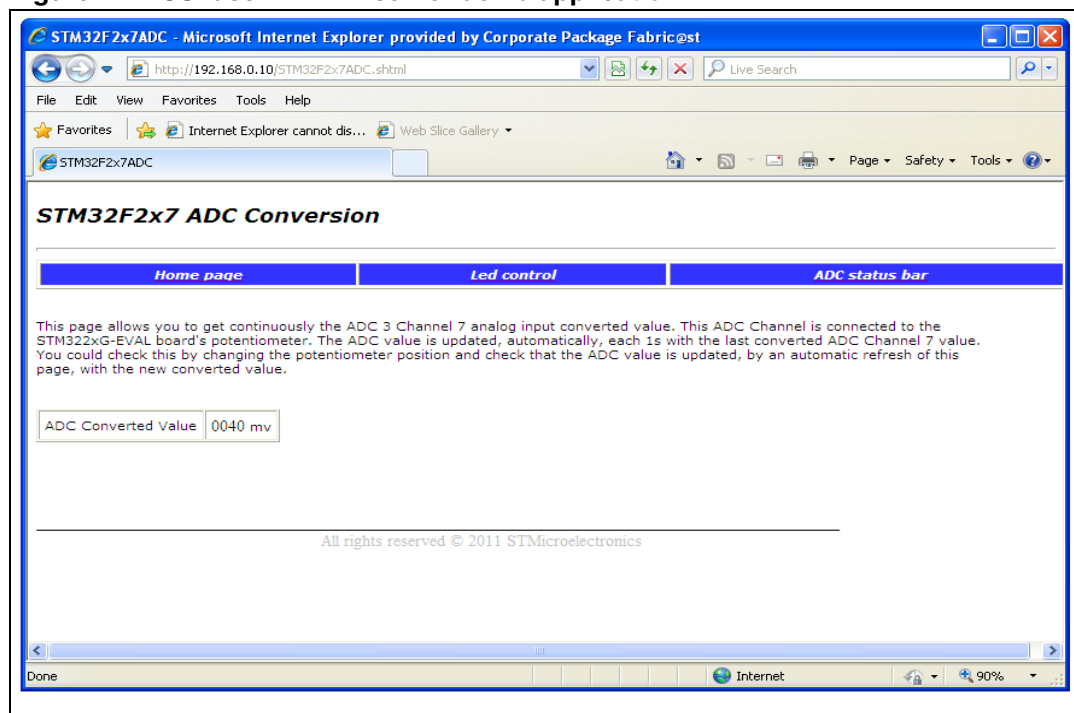 STM32F2x7ADC - Microsoft Internet Explorer provided by Corporate Package Fabric@st
http://192.168.0.10/STM32F2x7ADC.shtml Live Search
File Edit View Favorites Tools Help
Favorites Internet Explorer cannot dis... Web Slice Gallery
STM32F2x7ADC Page Safety Tools
STM32F2x7 ADC Conversion
Home page Led control ADC status bar
This page allows you to get continuously the ADC 3 Channel 7 analog input converted value. This ADC Channel is connected to the
STM322xG-EVAL board's potentiometer. The ADC value is updated, automatically, each 1s with the last converted ADC Channel 7 value.
You could check this by changing the potentiometer position and check that the ADC value is updated, by an automatic refresh of this
page, with the new converted value.
ADC Converted Value 0040 mv
All rights reserved © 2011 STMicroelectronics
Done Internet 90%